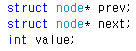 struct node* prev;
struct node* next;
int value;